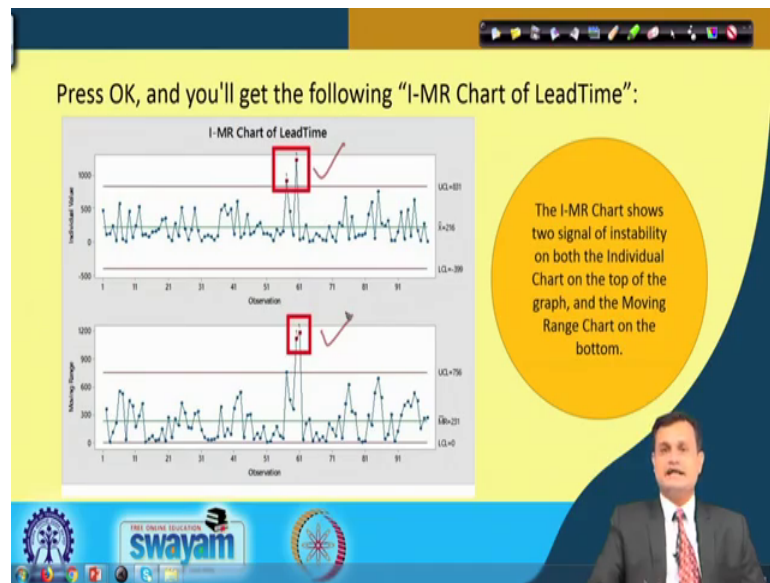 Press OK, and you'll get the following “I-MR Chart of LeadTime”:
I-MR Chart of LeadTime
Individual Value
1000
500
0
-500
UCL=831
X̄=216
LCL=-399
1 11 21 31 41 51 61 71 81 91
Observation
Moving Range
1200
900
600
300
0
UCL=756
M̅R̅=231
LCL=0
1 11 21 31 41 51 61 71 81 91
Observation
The I-MR Chart shows
two signal of instability
on both the Individual
Chart on the top of the
graph, and the Moving
Range Chart on the
bottom.
FREE ONLINE EDUCATION
swayam